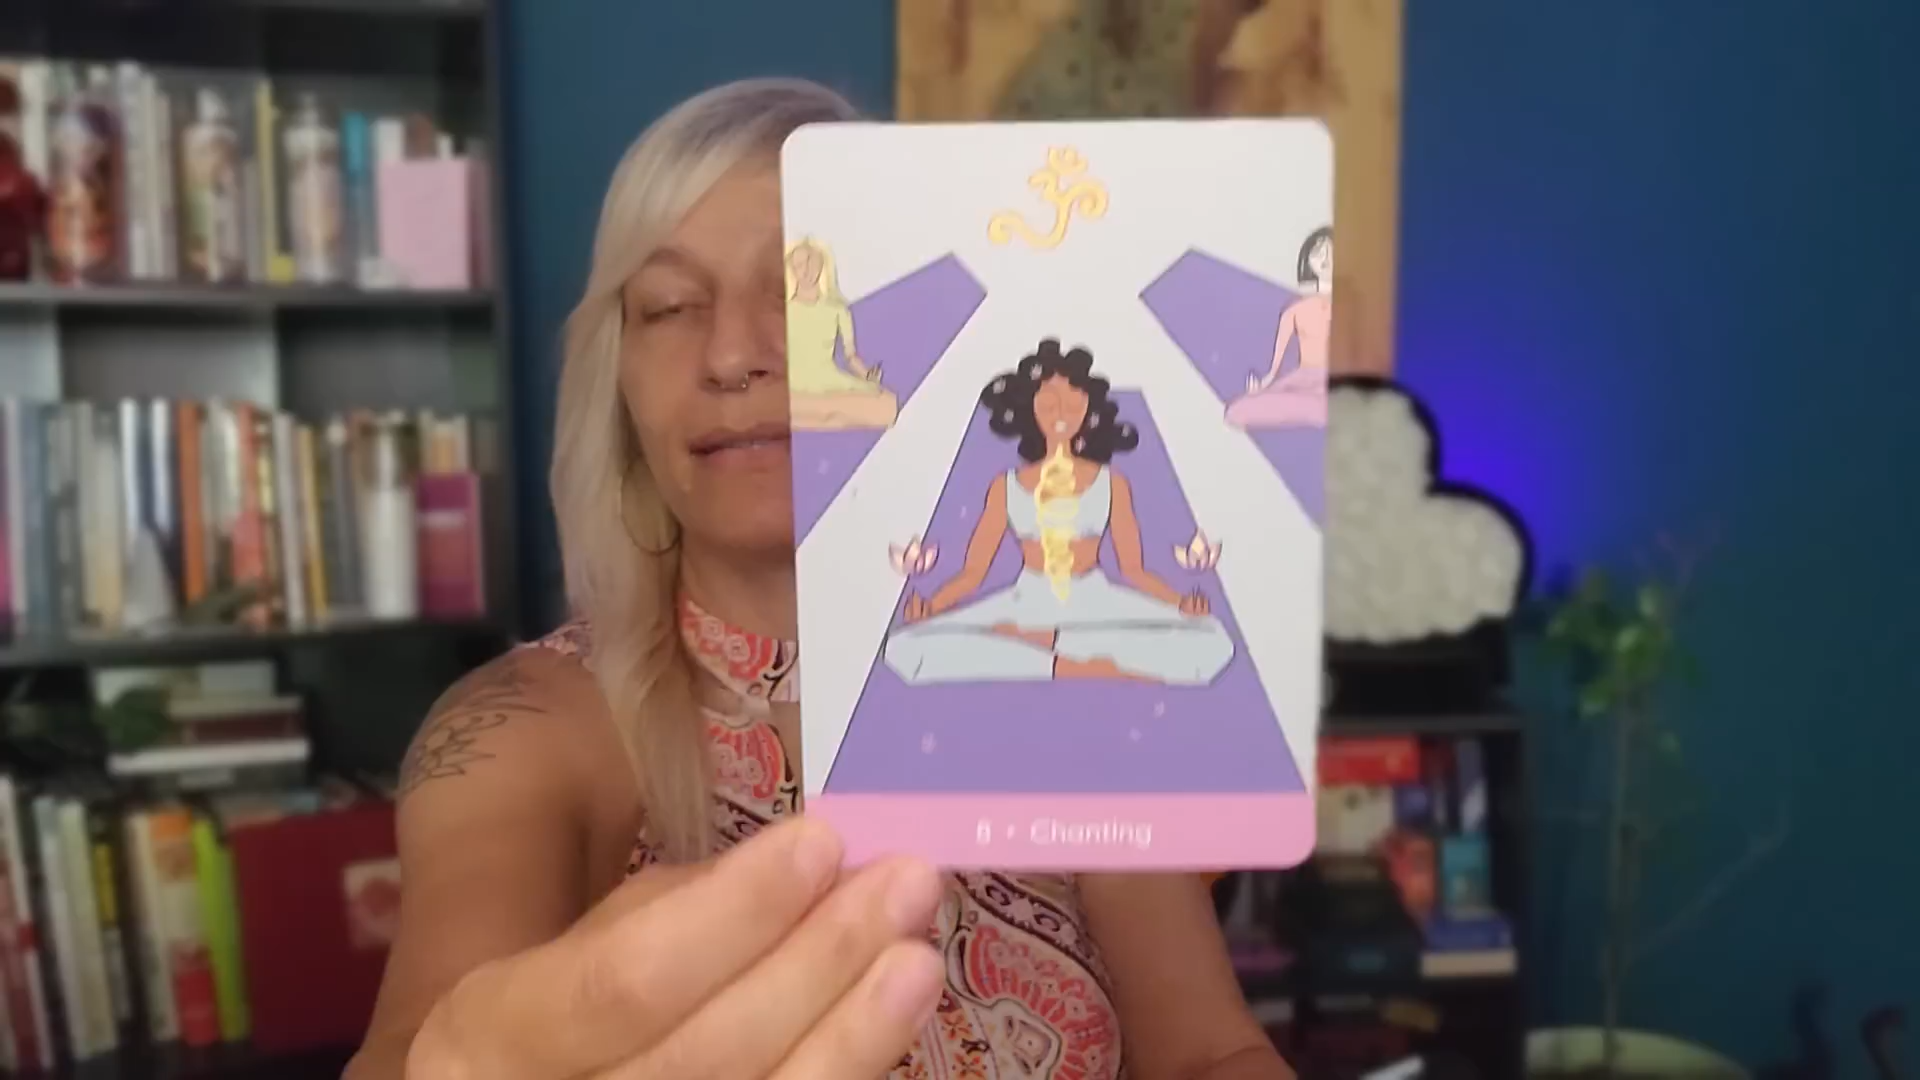 ॐ
8 • Chanting